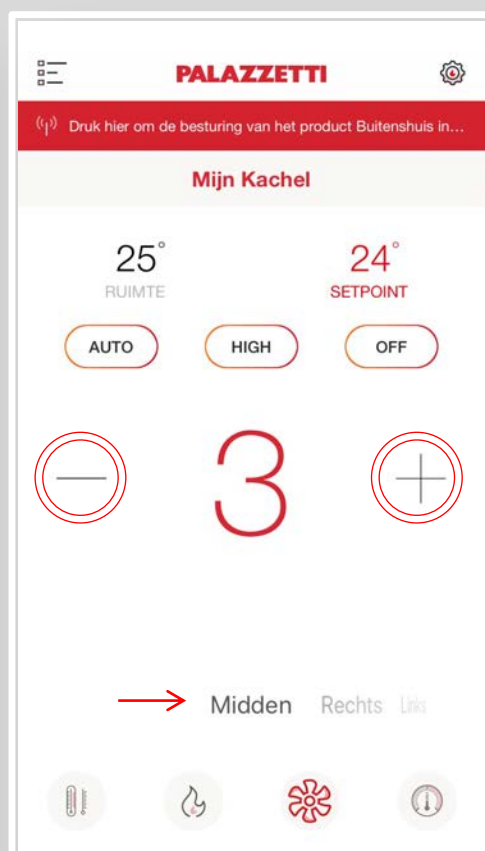 PALAZZETTI
Druk hier om de besturing van het product Buitenshuis in...
Mijn Kachel
25° 24°
RUIMTE SETPOINT
AUTO HIGH OFF
3
Midden Rechts Links